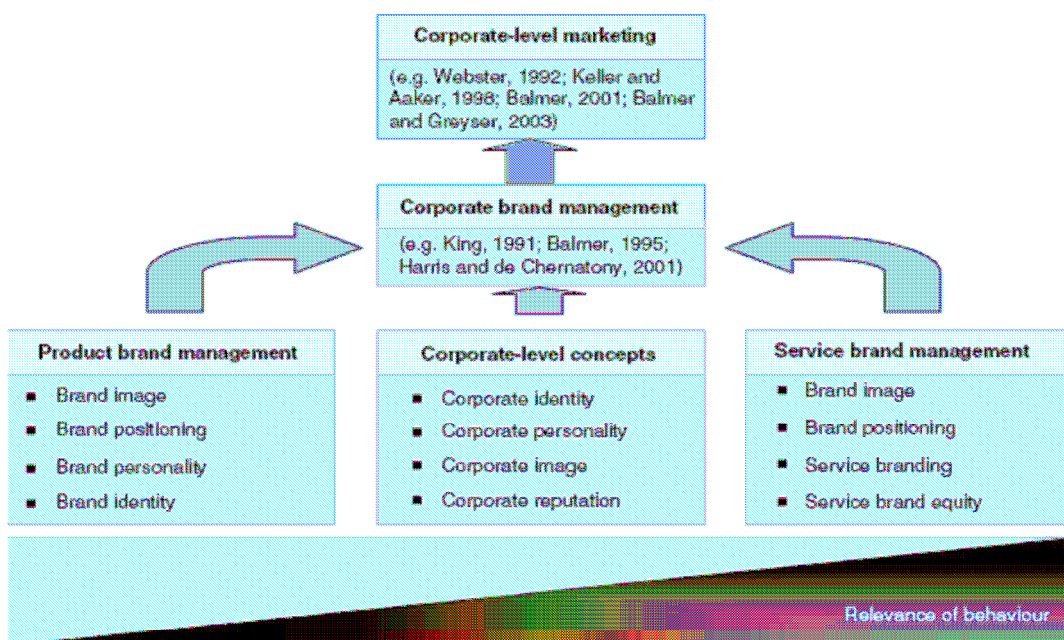 Corporate-level marketing
(e.g. Webster, 1992; Keller and
Aaker, 1998; Balmer, 2001; Balmer
and Greyser, 2003)
Corporate brand management
(e.g. King, 1991; Balmer, 1995;
Harris and de Chernatony, 2001)
Product brand management
■ Brand image
■ Brand positioning
■ Brand personality
■ Brand identity
Corporate-level concepts
■ Corporate identity
■ Corporate personality
■ Corporate image
■ Corporate reputation
Service brand management
■ Brand image
■ Brand positioning
■ Service branding
■ Service brand equity
Relevance of behaviour